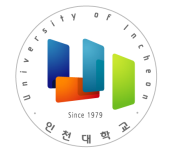 University of Incheon
Since 1979
인천대학교